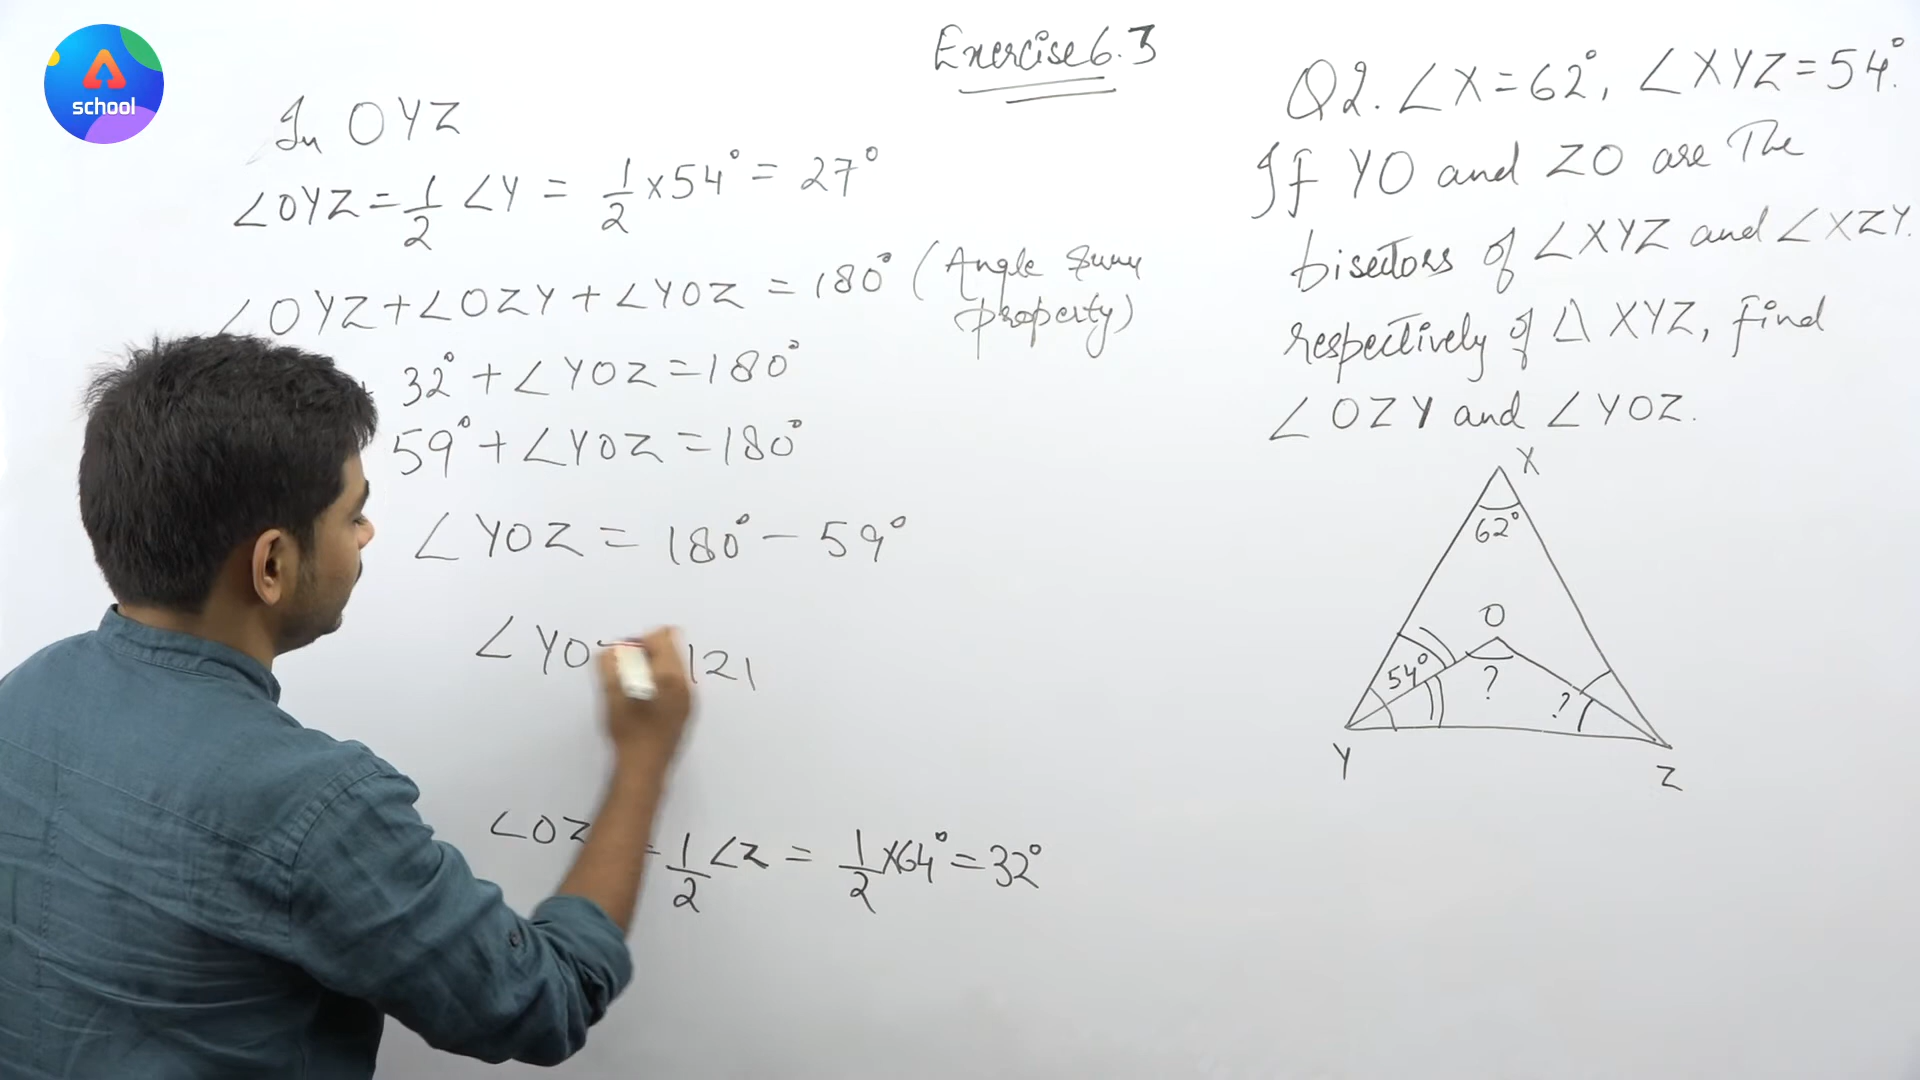 school
Exercise 6.3
In OYZ
∠OYZ = 1/2 ∠Y = 1/2 × 54° = 27°
∠OYZ + ∠OZY + ∠YOZ = 180° (Angle Sum property)
32° + ∠YOZ = 180°
59° + ∠YOZ = 180°
∠YOZ = 180° − 59°
∠YO 121
∠OZ = 1/2 ∠Z = 1/2 × 64° = 32°
Q2. ∠X = 62°, ∠XYZ = 54°.
If YO and ZO are The
bisectors of ∠XYZ and ∠XZY.
respectively of Δ XYZ, find
∠OZY and ∠YOZ.
X
62°
O
54°
?
?
Y
Z